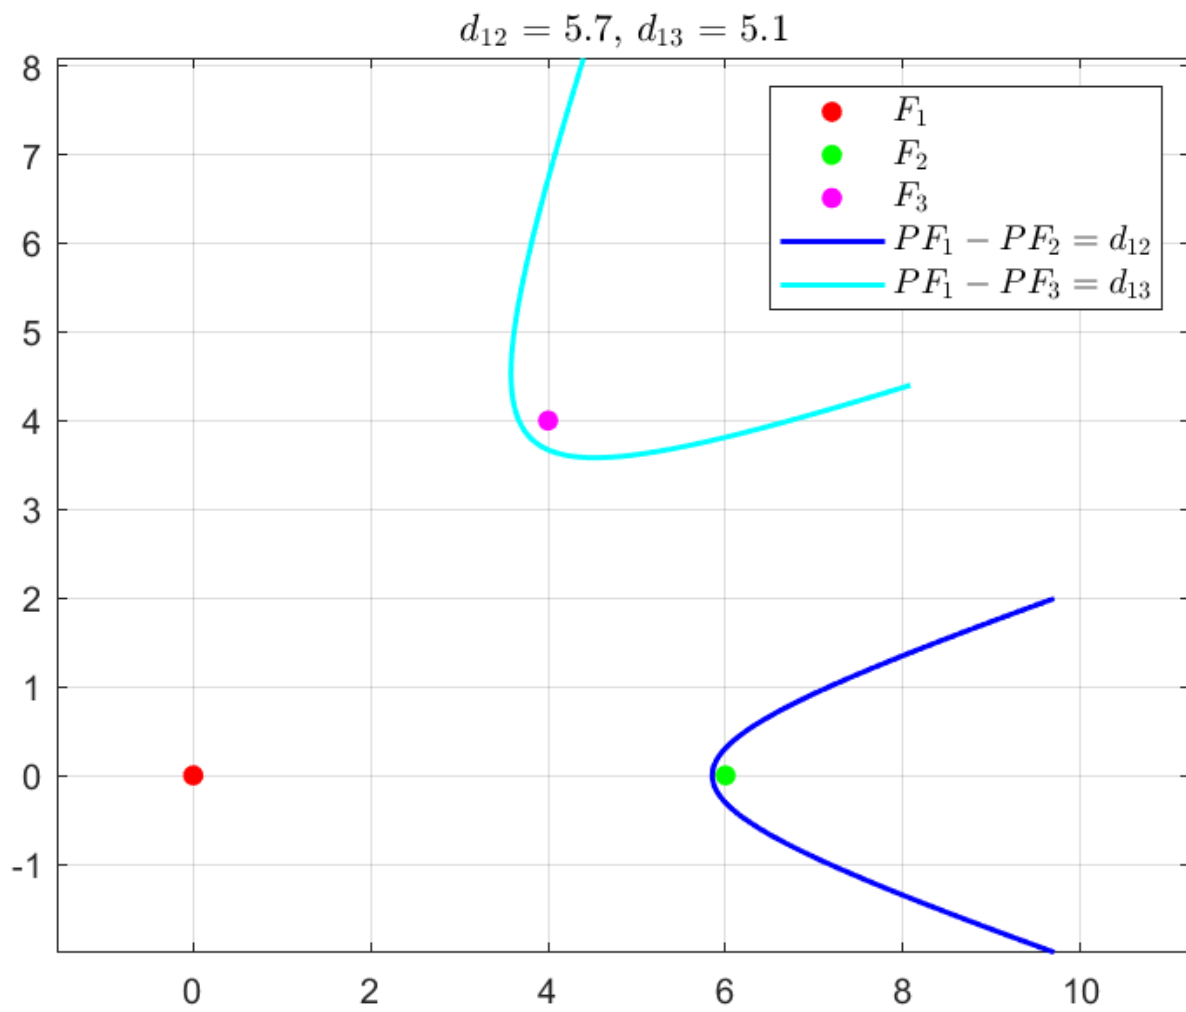 d₁₂ = 5.7, d₁₃ = 5.1
8
7
6
5
4
3
2
1
0
-1
0 2 4 6 8 10
F₁
F₂
F₃
PF₁ − PF₂ = d₁₂
PF₁ − PF₃ = d₁₃